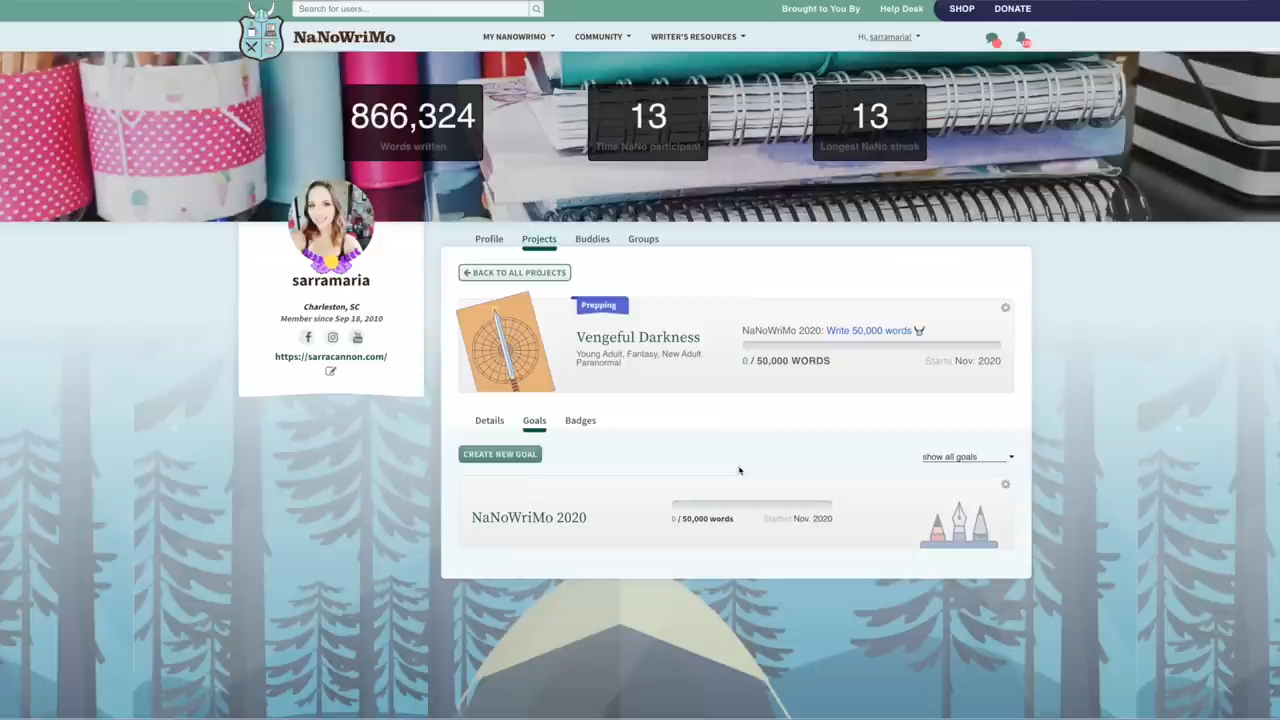 Search for users...
Brought to You By
Help Desk
SHOP
DONATE
NaNoWriMo
MY NANOWRIMO
COMMUNITY
WRITER'S RESOURCES
Hi, sarramaria!
866,324
Words written
13
Time NaNo participant
13
Longest NaNo streak
sarramaria
Charleston, SC
Member since Sep 18, 2010
https://sarracannon.com/
Profile
Projects
Buddies
Groups
BACK TO ALL PROJECTS
Prepping
Vengeful Darkness
Young Adult, Fantasy, New Adult
Paranormal
NaNoWriMo 2020: Write 50,000 words
0 / 50,000 WORDS
Starts Nov. 2020
Details
Goals
Badges
CREATE NEW GOAL
show all goals
NaNoWriMo 2020
0 / 50,000 words
Started Nov. 2020